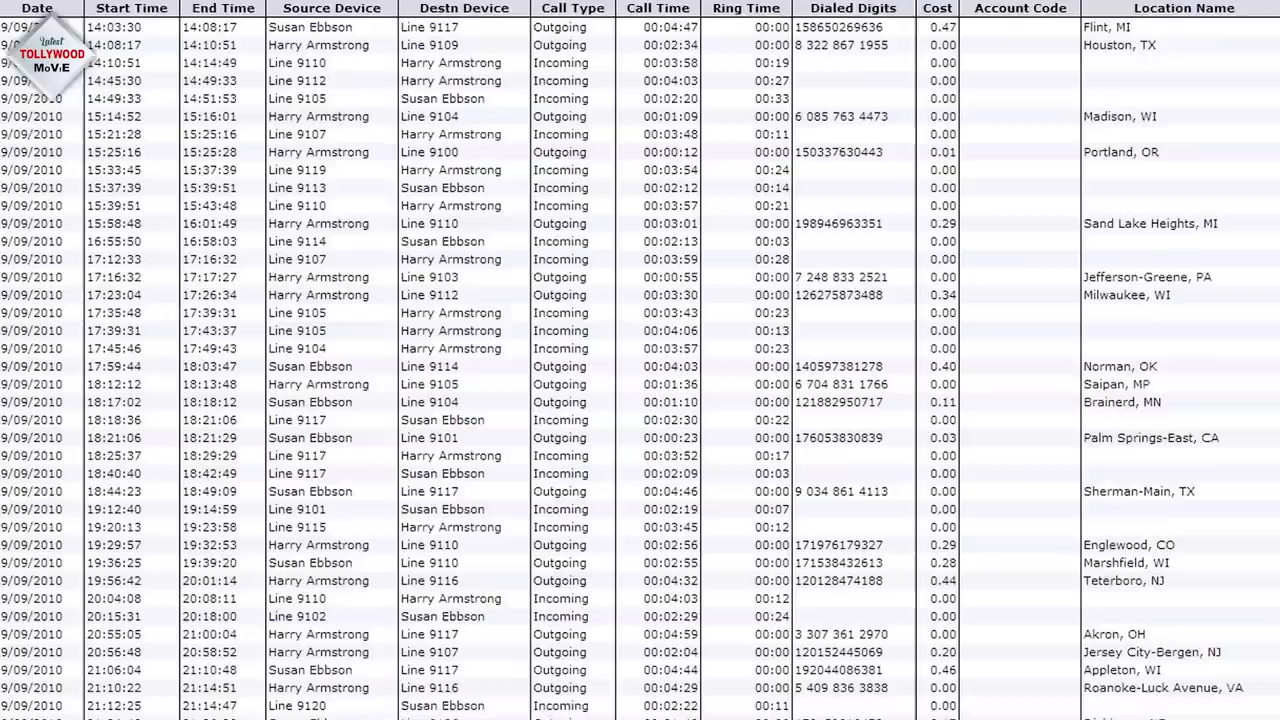 Date Start Time End Time Source Device Destn Device Call Type Call Time Ring Time Dialed Digits Cost Account Code Location Name
9/09/ 14:03:30 14:08:17 Susan Ebbson Line 9117 Outgoing 00:04:47 00:00 158650269636 0.47 Flint, MI
14:08:17 14:10:51 Harry Armstrong Line 9109 Outgoing 00:02:34 00:00 8 322 867 1955 0.00 Houston, TX
Latest
TOLLYWOOD
MoViE
14:10:51 14:14:49 Line 9110 Harry Armstrong Incoming 00:03:58 00:19 0.00
14:45:30 14:49:33 Line 9112 Harry Armstrong Incoming 00:04:03 00:27 0.00
9/09/2010 14:49:33 14:51:53 Line 9105 Susan Ebbson Incoming 00:02:20 00:33 0.00
9/09/2010 15:14:52 15:16:01 Harry Armstrong Line 9104 Outgoing 00:01:09 00:00 6 085 763 4473 0.00 Madison, WI
9/09/2010 15:21:28 15:25:16 Line 9107 Harry Armstrong Incoming 00:03:48 00:11 0.00
9/09/2010 15:25:16 15:25:28 Harry Armstrong Line 9100 Outgoing 00:00:12 00:00 150337630443 0.01 Portland, OR
9/09/2010 15:33:45 15:37:39 Line 9119 Harry Armstrong Incoming 00:03:54 00:24 0.00
9/09/2010 15:37:39 15:39:51 Line 9113 Susan Ebbson Incoming 00:02:12 00:14 0.00
9/09/2010 15:39:51 15:43:48 Line 9110 Harry Armstrong Incoming 00:03:57 00:21 0.00
9/09/2010 15:58:48 16:01:49 Harry Armstrong Line 9110 Outgoing 00:03:01 00:00 198946963351 0.29 Sand Lake Heights, MI
9/09/2010 16:55:50 16:58:03 Line 9114 Susan Ebbson Incoming 00:02:13 00:03 0.00
9/09/2010 17:12:33 17:16:32 Line 9107 Harry Armstrong Incoming 00:03:59 00:28 0.00
9/09/2010 17:16:32 17:17:27 Harry Armstrong Line 9103 Outgoing 00:00:55 00:00 7 248 833 2521 0.00 Jefferson-Greene, PA
9/09/2010 17:23:04 17:26:34 Harry Armstrong Line 9112 Outgoing 00:03:30 00:00 126275873488 0.34 Milwaukee, WI
9/09/2010 17:35:48 17:39:31 Line 9105 Harry Armstrong Incoming 00:03:43 00:23 0.00
9/09/2010 17:39:31 17:43:37 Line 9105 Harry Armstrong Incoming 00:04:06 00:13 0.00
9/09/2010 17:45:46 17:49:43 Line 9104 Harry Armstrong Incoming 00:03:57 00:23 0.00
9/09/2010 17:59:44 18:03:47 Susan Ebbson Line 9114 Outgoing 00:04:03 00:00 140597381278 0.40 Norman, OK
9/09/2010 18:12:12 18:13:48 Harry Armstrong Line 9105 Outgoing 00:01:36 00:00 6 704 831 1766 0.00 Saipan, MP
9/09/2010 18:17:02 18:18:12 Susan Ebbson Line 9104 Outgoing 00:01:10 00:00 121882950717 0.11 Brainerd, MN
9/09/2010 18:18:36 18:21:06 Line 9117 Susan Ebbson Incoming 00:02:30 00:22 0.00
9/09/2010 18:21:06 18:21:29 Susan Ebbson Line 9101 Outgoing 00:00:23 00:00 176053830839 0.03 Palm Springs-East, CA
9/09/2010 18:25:37 18:29:29 Line 9117 Harry Armstrong Incoming 00:03:52 00:17 0.00
9/09/2010 18:40:40 18:42:49 Line 9117 Susan Ebbson Incoming 00:02:09 00:03 0.00
9/09/2010 18:44:23 18:49:09 Susan Ebbson Line 9117 Outgoing 00:04:46 00:00 9 034 861 4113 0.00 Sherman-Main, TX
9/09/2010 19:12:40 19:14:59 Line 9101 Susan Ebbson Incoming 00:02:19 00:07 0.00
9/09/2010 19:20:13 19:23:58 Line 9115 Harry Armstrong Incoming 00:03:45 00:12 0.00
9/09/2010 19:29:57 19:32:53 Harry Armstrong Line 9110 Outgoing 00:02:56 00:00 171976179327 0.29 Englewood, CO
9/09/2010 19:36:25 19:39:20 Susan Ebbson Line 9110 Outgoing 00:02:55 00:00 171538432613 0.28 Marshfield, WI
9/09/2010 19:56:42 20:01:14 Harry Armstrong Line 9116 Outgoing 00:04:32 00:00 120128474188 0.44 Teterboro, NJ
9/09/2010 20:04:08 20:08:11 Line 9110 Harry Armstrong Incoming 00:04:03 00:12 0.00
9/09/2010 20:15:31 20:18:00 Line 9102 Susan Ebbson Incoming 00:02:29 00:24 0.00
9/09/2010 20:55:05 21:00:04 Harry Armstrong Line 9117 Outgoing 00:04:59 00:00 3 307 361 2970 0.00 Akron, OH
9/09/2010 20:56:48 20:58:52 Harry Armstrong Line 9107 Outgoing 00:02:04 00:00 120152445069 0.20 Jersey City-Bergen, NJ
9/09/2010 21:06:04 21:10:48 Susan Ebbson Line 9117 Outgoing 00:04:44 00:00 192044086381 0.46 Appleton, WI
9/09/2010 21:10:22 21:14:51 Harry Armstrong Line 9116 Outgoing 00:04:29 00:00 5 409 836 3838 0.00 Roanoke-Luck Avenue, VA
9/09/2010 21:12:25 21:14:47 Line 9120 Susan Ebbson Incoming 00:02:22 00:11 0.00